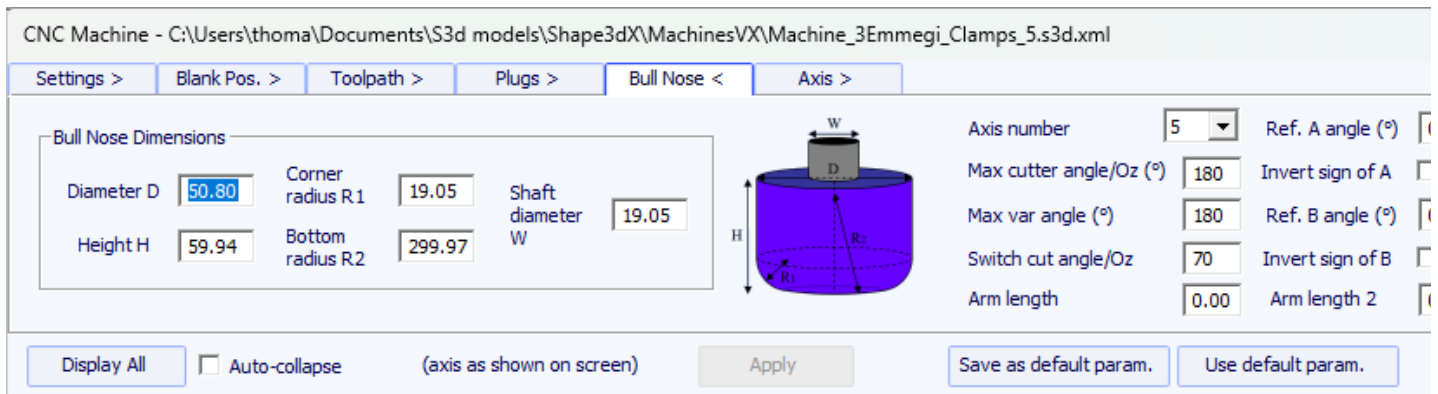 CNC Machine - C:\Users\thoma\Documents\S3d models\Shape3dX\MachinesVX\Machine_3Emmegi_Clamps_5.s3d.xml
Settings > Blank Pos. > Toolpath > Plugs > Bull Nose < Axis >
Bull Nose Dimensions
Diameter D 50.80
Height H 59.94
Corner
radius R1 19.05
Bottom
radius R2 299.97
Shaft
diameter
W 19.05
W
D
H
R2
R1
Axis number 5 Ref. A angle (°)
Max cutter angle/Oz (°) 180 Invert sign of A
Max var angle (°) 180 Ref. B angle (°)
Switch cut angle/Oz 70 Invert sign of B
Arm length 0.00 Arm length 2
Display All Auto-collapse (axis as shown on screen) Apply Save as default param. Use default param.